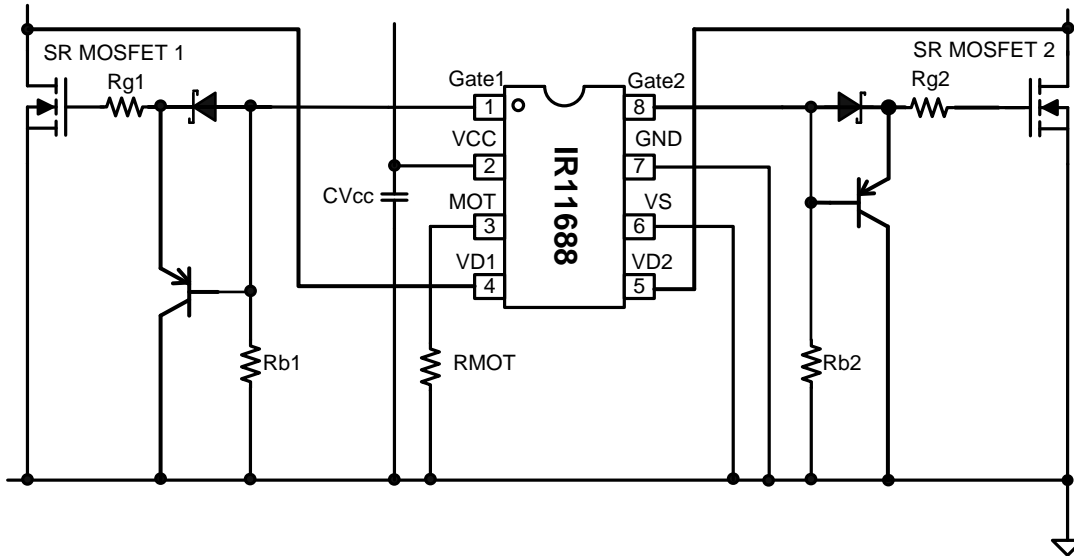 SR MOSFET 1
SR MOSFET 2
Rg1
Rg2
Gate1
Gate2
1
8
VCC
GND
2
7
CVcc
MOT
VS
3
6
VD1
VD2
4
5
IR11688
Rb1
RMOT
Rb2